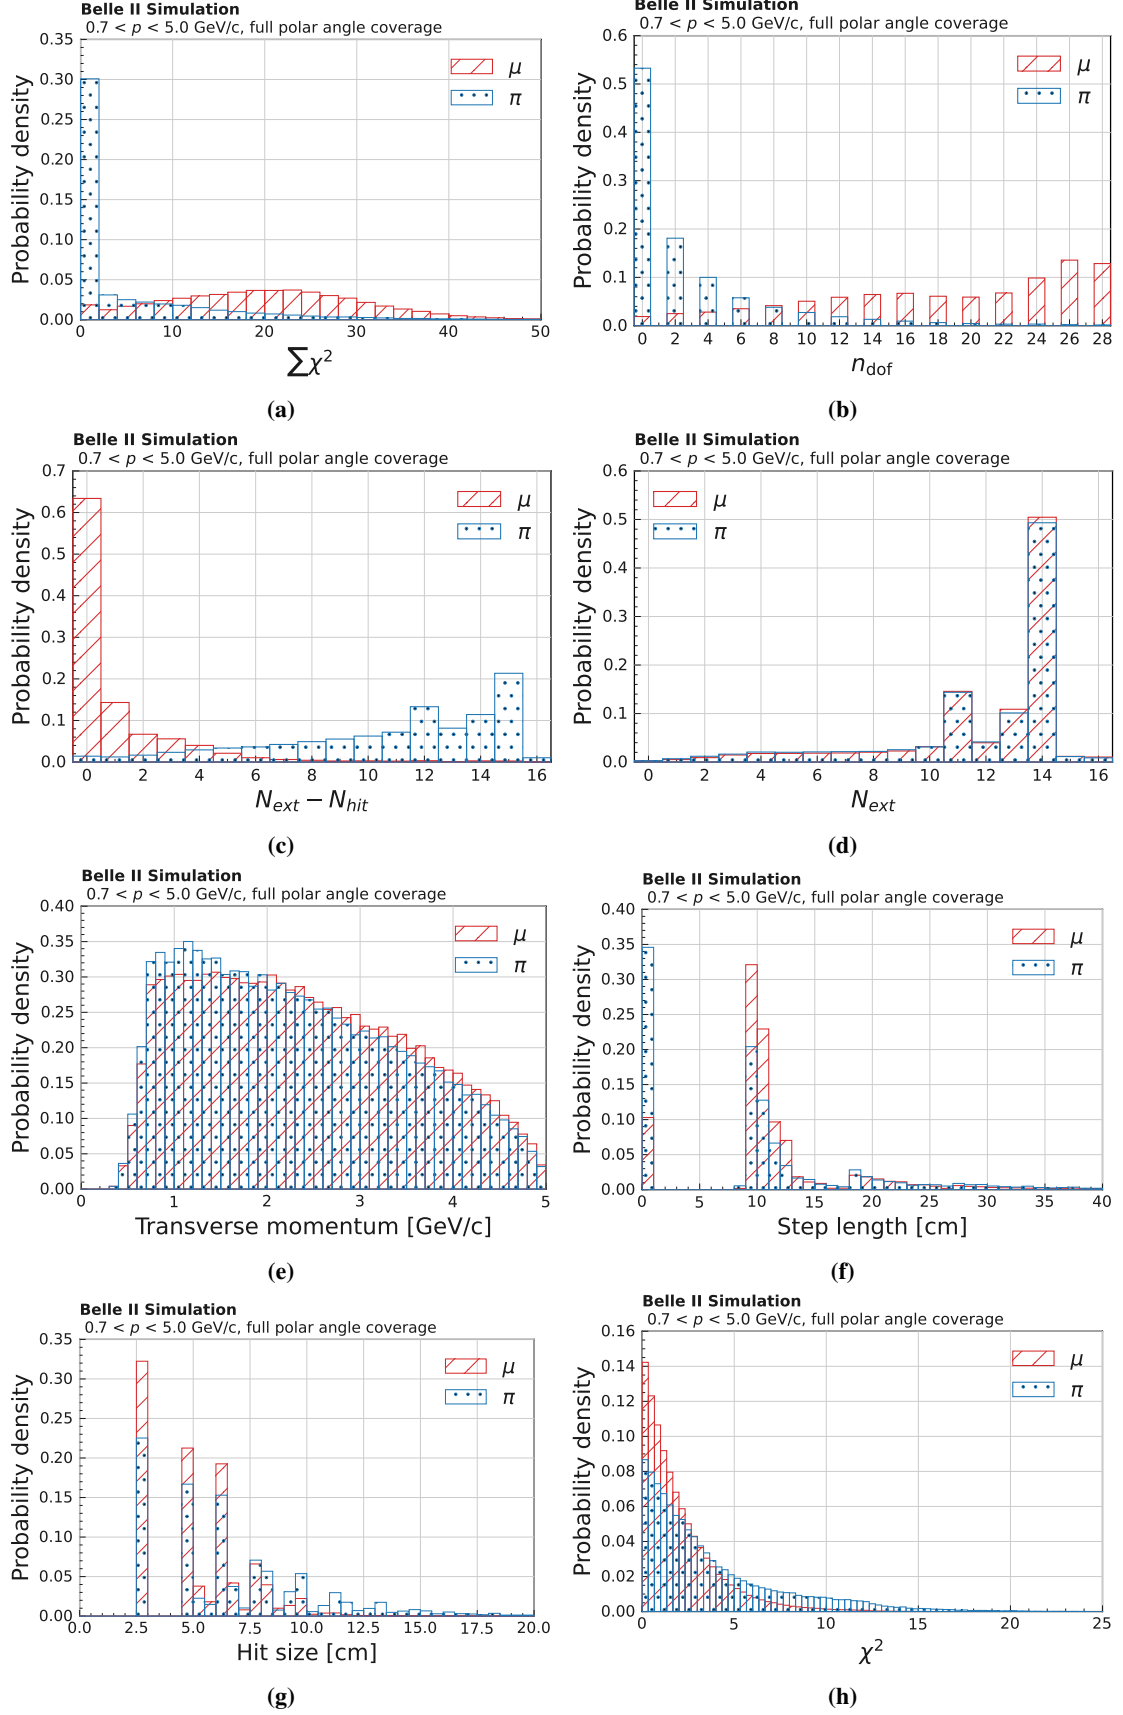 Belle II Simulation
0.7 < p < 5.0 GeV/c, full polar angle coverage
Probability density
0.35
0.30
0.25
0.20
0.15
0.10
0.05
0.00
μ
π
0 10 20 30 40 50
∑χ²
(a)
Belle II Simulation
0.7 < p < 5.0 GeV/c, full polar angle coverage
Probability density
0.6
0.5
0.4
0.3
0.2
0.1
0.0
μ
π
0 2 4 6 8 10 12 14 16 18 20 22 24 26 28
n_dof
(b)
Belle II Simulation
0.7 < p < 5.0 GeV/c, full polar angle coverage
Probability density
0.7
0.6
0.5
0.4
0.3
0.2
0.1
0.0
μ
π
0 2 4 6 8 10 12 14 16
N_ext − N_hit
(c)
Belle II Simulation
0.7 < p < 5.0 GeV/c, full polar angle coverage
Probability density
0.6
0.5
0.4
0.3
0.2
0.1
0.0
μ
π
0 2 4 6 8 10 12 14 16
N_ext
(d)
Belle II Simulation
0.7 < p < 5.0 GeV/c, full polar angle coverage
Probability density
0.40
0.35
0.30
0.25
0.20
0.15
0.10
0.05
0.00
μ
π
0 1 2 3 4 5
Transverse momentum [GeV/c]
(e)
Belle II Simulation
0.7 < p < 5.0 GeV/c, full polar angle coverage
Probability density
0.40
0.35
0.30
0.25
0.20
0.15
0.10
0.05
0.00
μ
π
0 5 10 15 20 25 30 35 40
Step length [cm]
(f)
Belle II Simulation
0.7 < p < 5.0 GeV/c, full polar angle coverage
Probability density
0.35
0.30
0.25
0.20
0.15
0.10
0.05
0.00
μ
π
0.0 2.5 5.0 7.5 10.0 12.5 15.0 17.5 20.0
Hit size [cm]
(g)
Belle II Simulation
0.7 < p < 5.0 GeV/c, full polar angle coverage
Probability density
0.16
0.14
0.12
0.10
0.08
0.06
0.04
0.02
0.00
μ
π
0 5 10 15 20 25
χ²
(h)